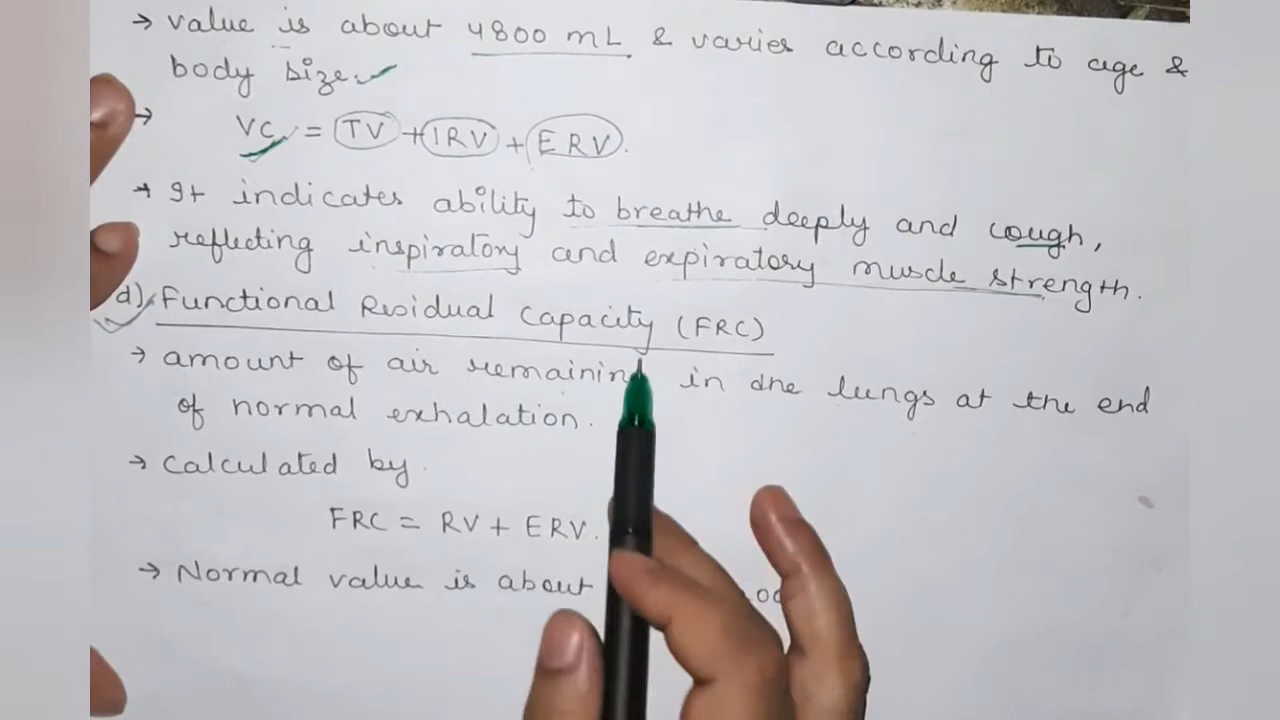 → value is about 4800 mL & varies according to age &
body size.
→ VC = TV + IRV + ERV.
→ It indicates ability to breathe deeply and cough,
reflecting inspiratory and expiratory muscle strength.
d) Functional Residual Capacity (FRC)
→ amount of air remaining in the lungs at the end
of normal exhalation.
→ Calculated by.
FRC = RV + ERV.
→ Normal value is about